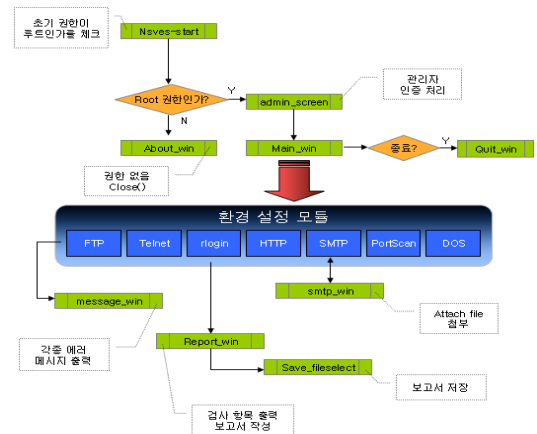 초기 권한이
루트인가를 체크
Nsves-start
Root 권한인가?
Y
admin_screen
관리자
인증 처리
N
About_win
Main_win
종료?
Y
Quit_win
권한 없음
Close()
환경 설정 모듈
FTP
Telnet
rlogin
HTTP
SMTP
PortScan
DOS
message_win
smtp_win
Attach file
첨부
각종 에러
메시지 출력
Report_win
Save_fileselect
보고서 저장
검사 항목 출력
보고서 작성